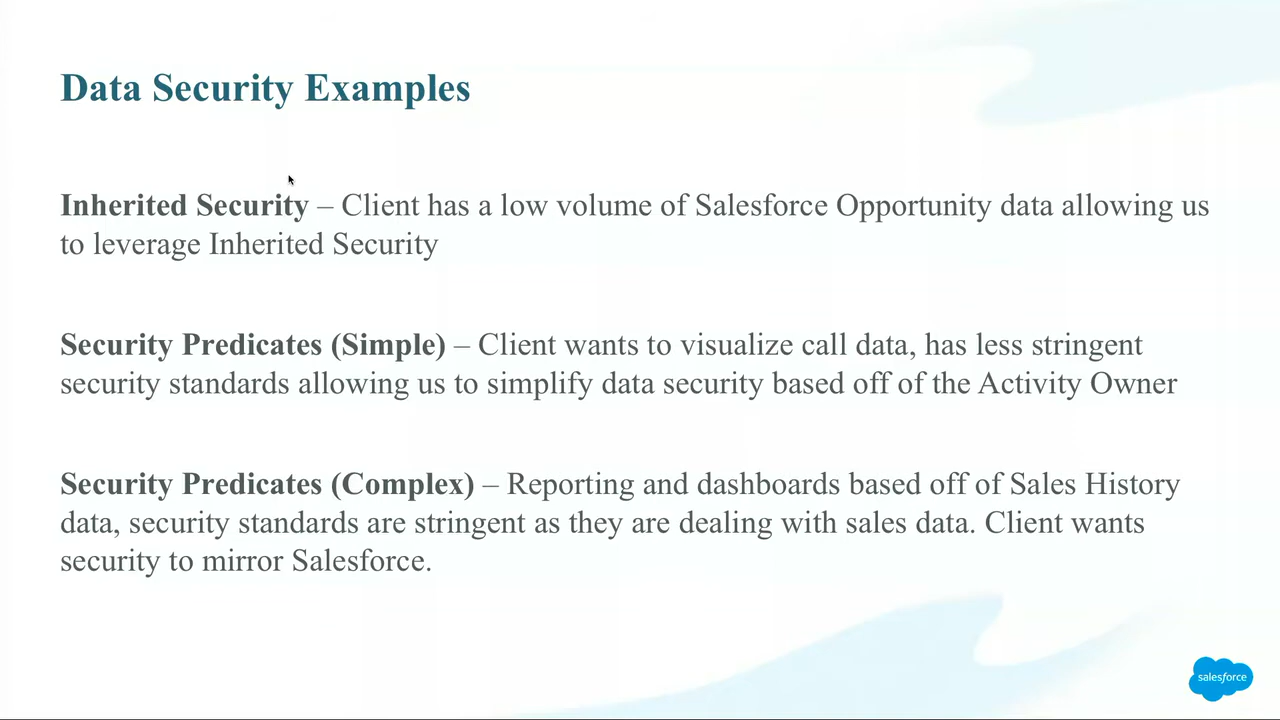 Data Security Examples
Inherited Security – Client has a low volume of Salesforce Opportunity data allowing us
to leverage Inherited Security
Security Predicates (Simple) – Client wants to visualize call data, has less stringent
security standards allowing us to simplify data security based off of the Activity Owner
Security Predicates (Complex) – Reporting and dashboards based off of Sales History
data, security standards are stringent as they are dealing with sales data. Client wants
security to mirror Salesforce.
salesforce